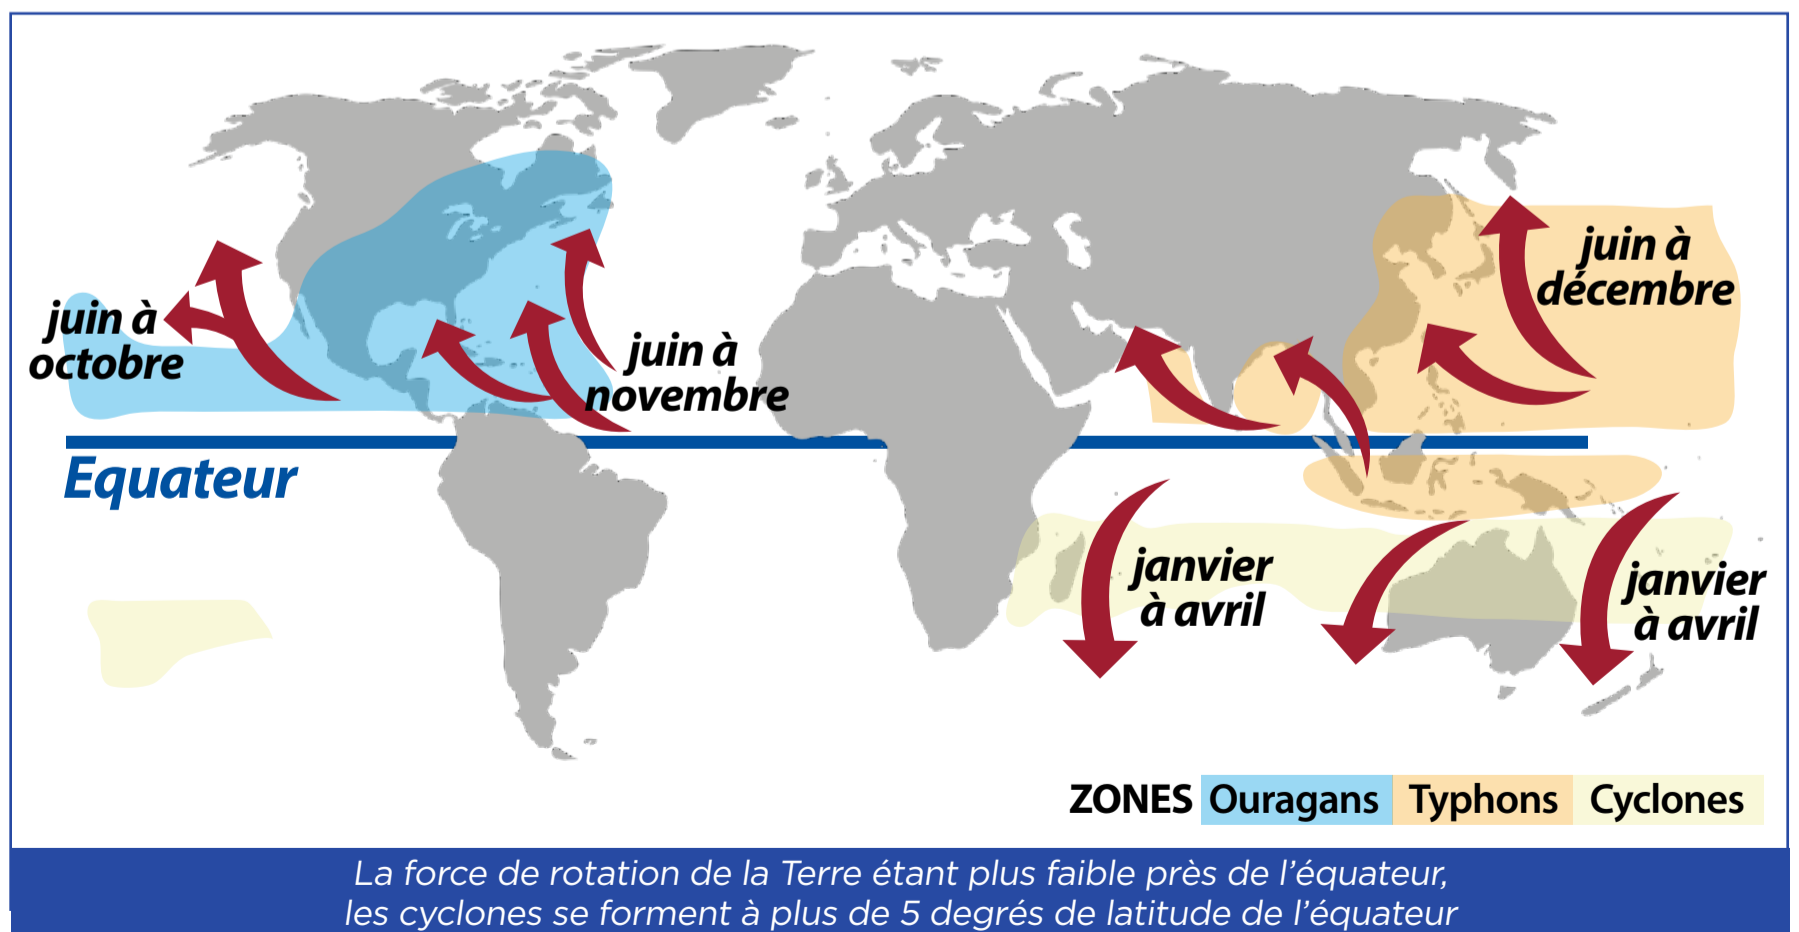 juin à
décembre
juin à
octobre
juin à
novembre
Equateur
janvier
à avril
janvier
à avril
ZONES Ouragans Typhons Cyclones
La force de rotation de la Terre étant plus faible près de l’équateur,
les cyclones se forment à plus de 5 degrés de latitude de l’équateur